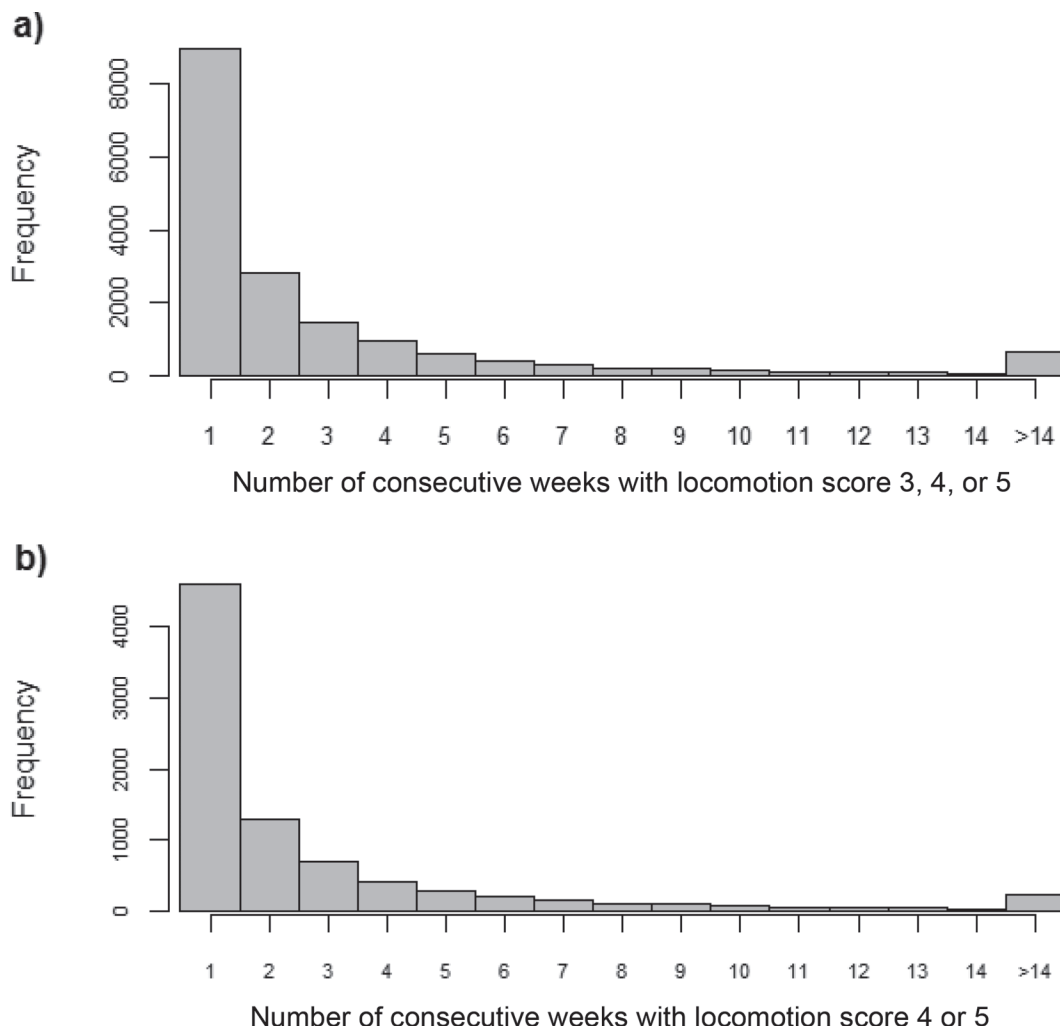 a)
Frequency
8000
6000
4000
2000
0
1 2 3 4 5 6 7 8 9 10 11 12 13 14 >14
Number of consecutive weeks with locomotion score 3, 4, or 5
b)
Frequency
4000
3000
2000
1000
0
1 2 3 4 5 6 7 8 9 10 11 12 13 14 >14
Number of consecutive weeks with locomotion score 4 or 5